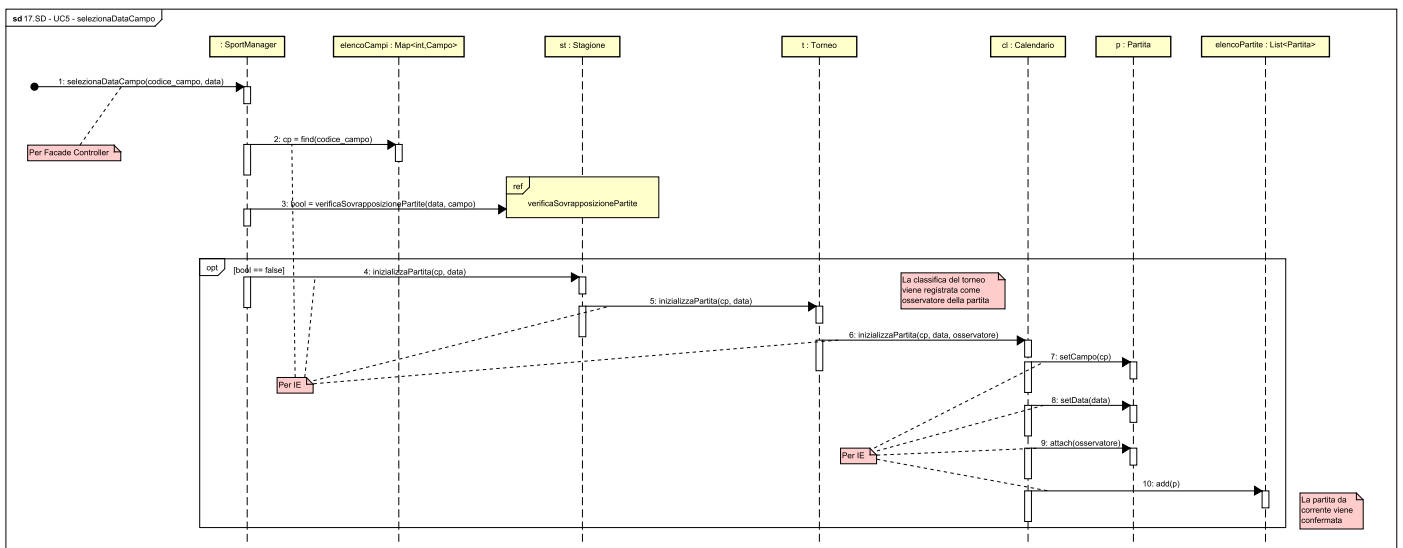 sd 17.SD - UC5 - selezionaDataCampo
: SportManager
elencoCampi : Map<int,Campo>
st : Stagione
t : Torneo
cl : Calendario
p : Partita
elencoPartite : List<Partita>
1: selezionaDataCampo(codice_campo, data)
Per Facade Controller
2: cp = find(codice_campo)
ref
verificaSovrapposizionePartite
3: bool = verificaSovrapposizionePartite(data, campo)
opt
[bool == false]
4: inizializzaPartita(cp, data)
La classifica del torneo
viene registrata come
osservatore della partita
5: inizializzaPartita(cp, data)
6: inizializzaPartita(cp, data, osservatore)
7: setCampo(cp)
Per IE
8: setData(data)
9: attach(osservatore)
Per IE
10: add(p)
La partita da
corrente viene
confermata